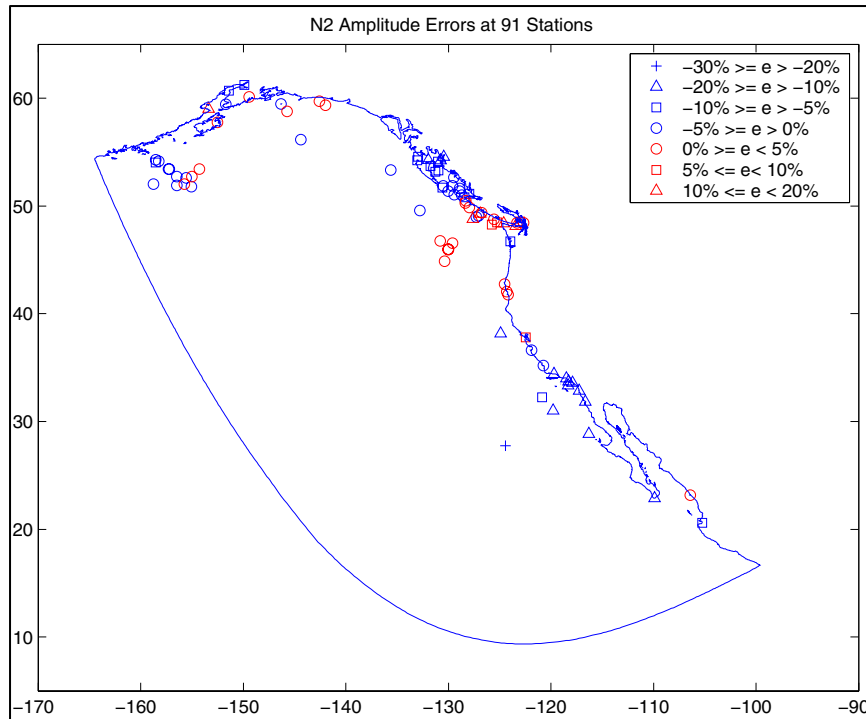 N2 Amplitude Errors at 91 Stations
−30% >= e > −20%
−20% >= e > −10%
−10% >= e > −5%
−5% >= e > 0%
0% >= e < 5%
5% <= e< 10%
10% <= e < 20%
60
50
40
30
20
10
−170 −160 −150 −140 −130 −120 −110 −100 −90